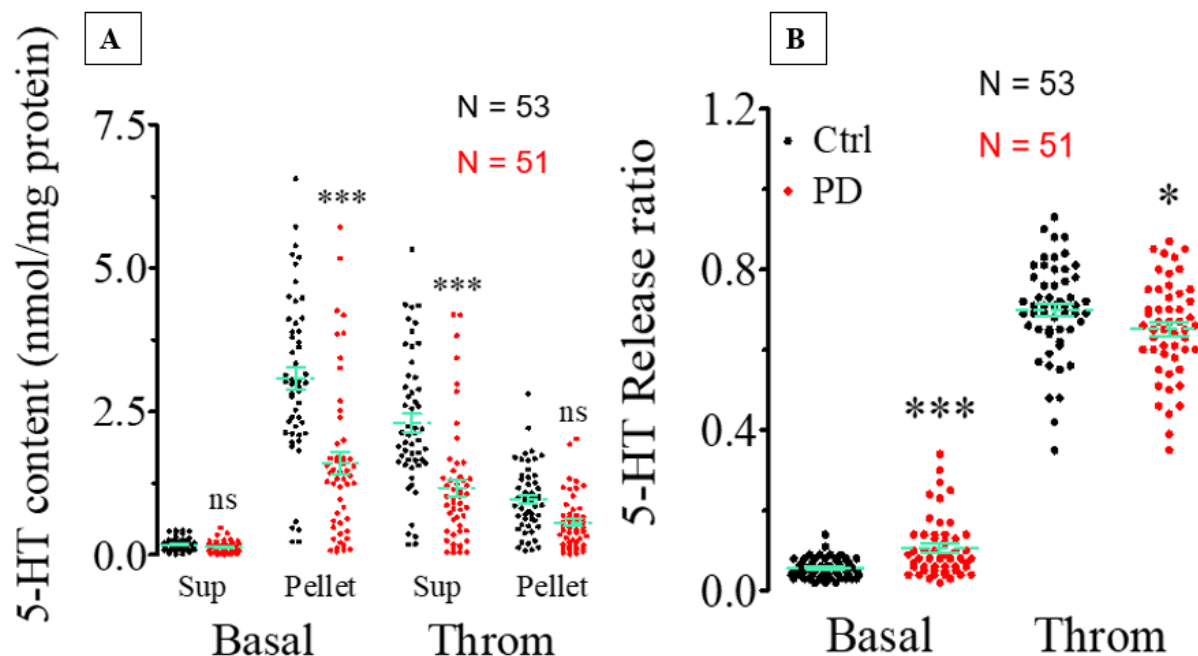 A
5-HT content (nmol/mg protein)
N = 53
N = 51
7.5
5.0
2.5
0.0
***
***
ns
ns
Sup Pellet Sup Pellet
Basal Throm
B
5-HT Release ratio
N = 53
N = 51
1.2
0.8
0.4
0.0
Ctrl
PD
*
***
Basal Throm